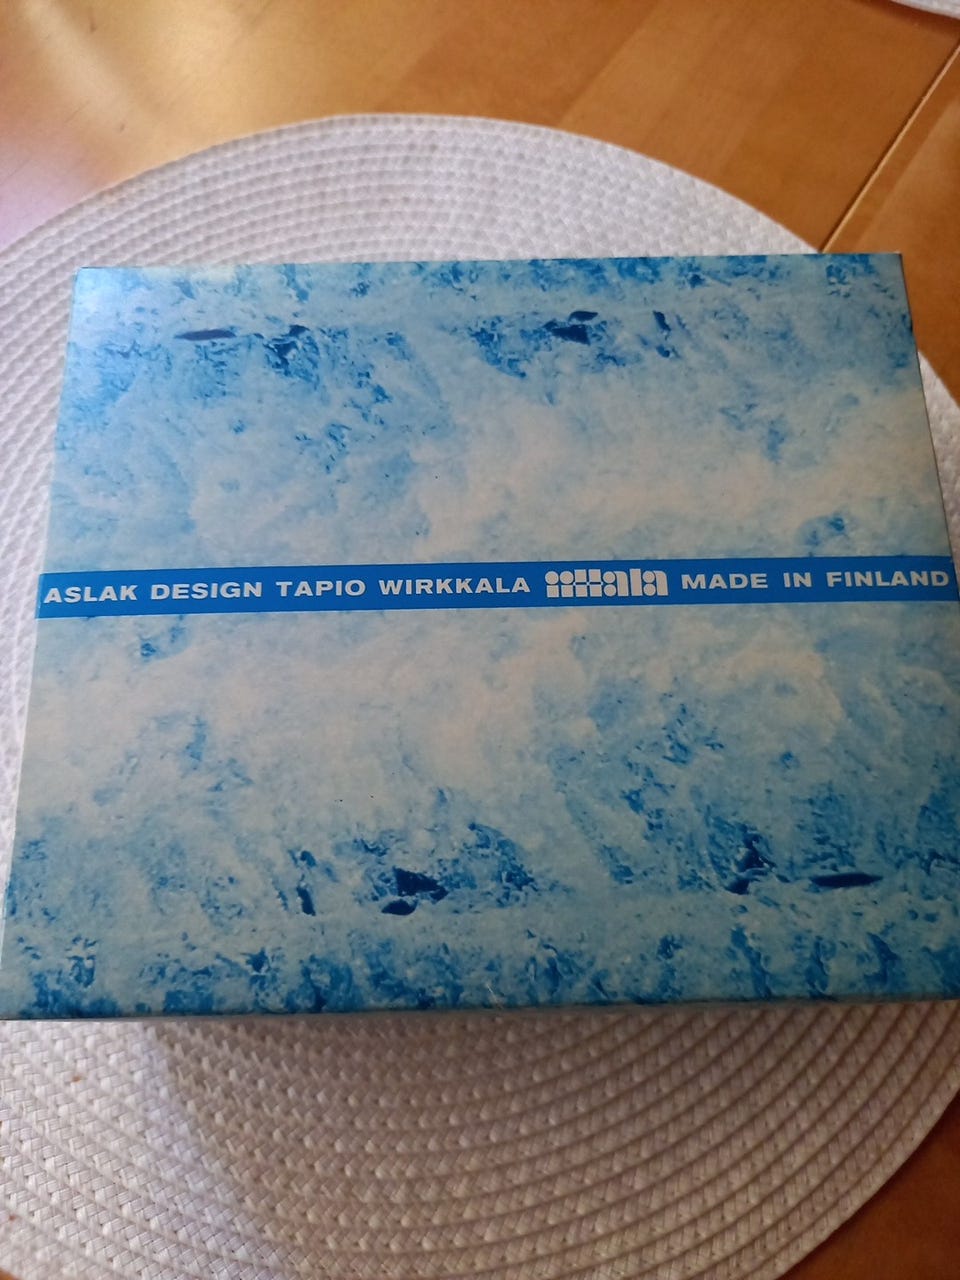 ASLAK DESIGN TAPIO WIRKKALA iittala MADE IN FINLAND